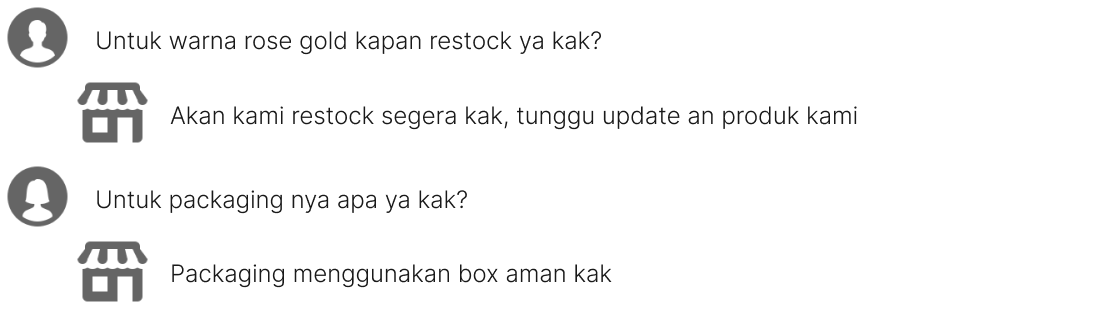 Untuk warna rose gold kapan restock ya kak?
Akan kami restock segera kak, tunggu update an produk kami
Untuk packaging nya apa ya kak?
Packaging menggunakan box aman kak